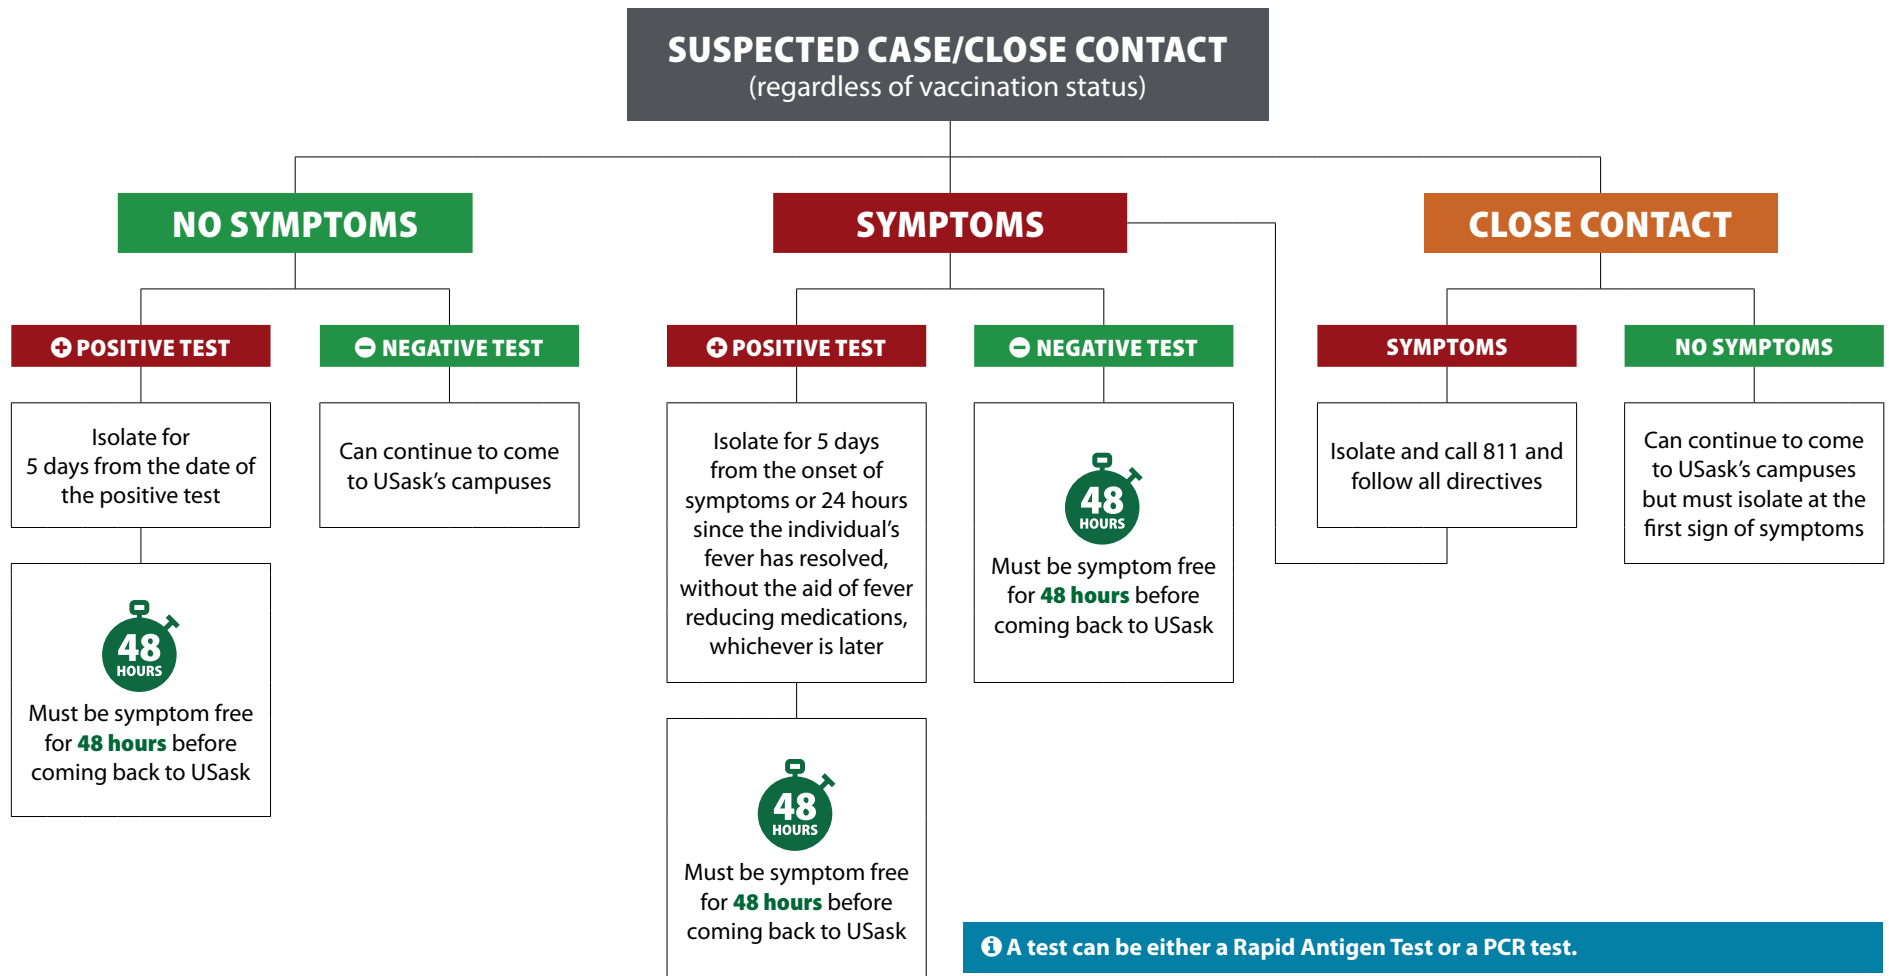 SUSPECTED CASE/CLOSE CONTACT
(regardless of vaccination status)
NO SYMPTOMS
POSITIVE TEST
Isolate for
5 days from the date of
the positive test
48
HOURS
Must be symptom free
for 48 hours before
coming back to USask
NEGATIVE TEST
Can continue to come
to USask’s campuses
SYMPTOMS
POSITIVE TEST
Isolate for 5 days
from the onset of
symptoms or 24 hours
since the individual’s
fever has resolved,
without the aid of fever
reducing medications,
whichever is later
48
HOURS
Must be symptom free
for 48 hours before
coming back to USask
NEGATIVE TEST
48
HOURS
Must be symptom free
for 48 hours before
coming back to USask
CLOSE CONTACT
SYMPTOMS
Isolate and call 811 and
follow all directives
NO SYMPTOMS
Can continue to come
to USask’s campuses
but must isolate at the
first sign of symptoms
A test can be either a Rapid Antigen Test or a PCR test.